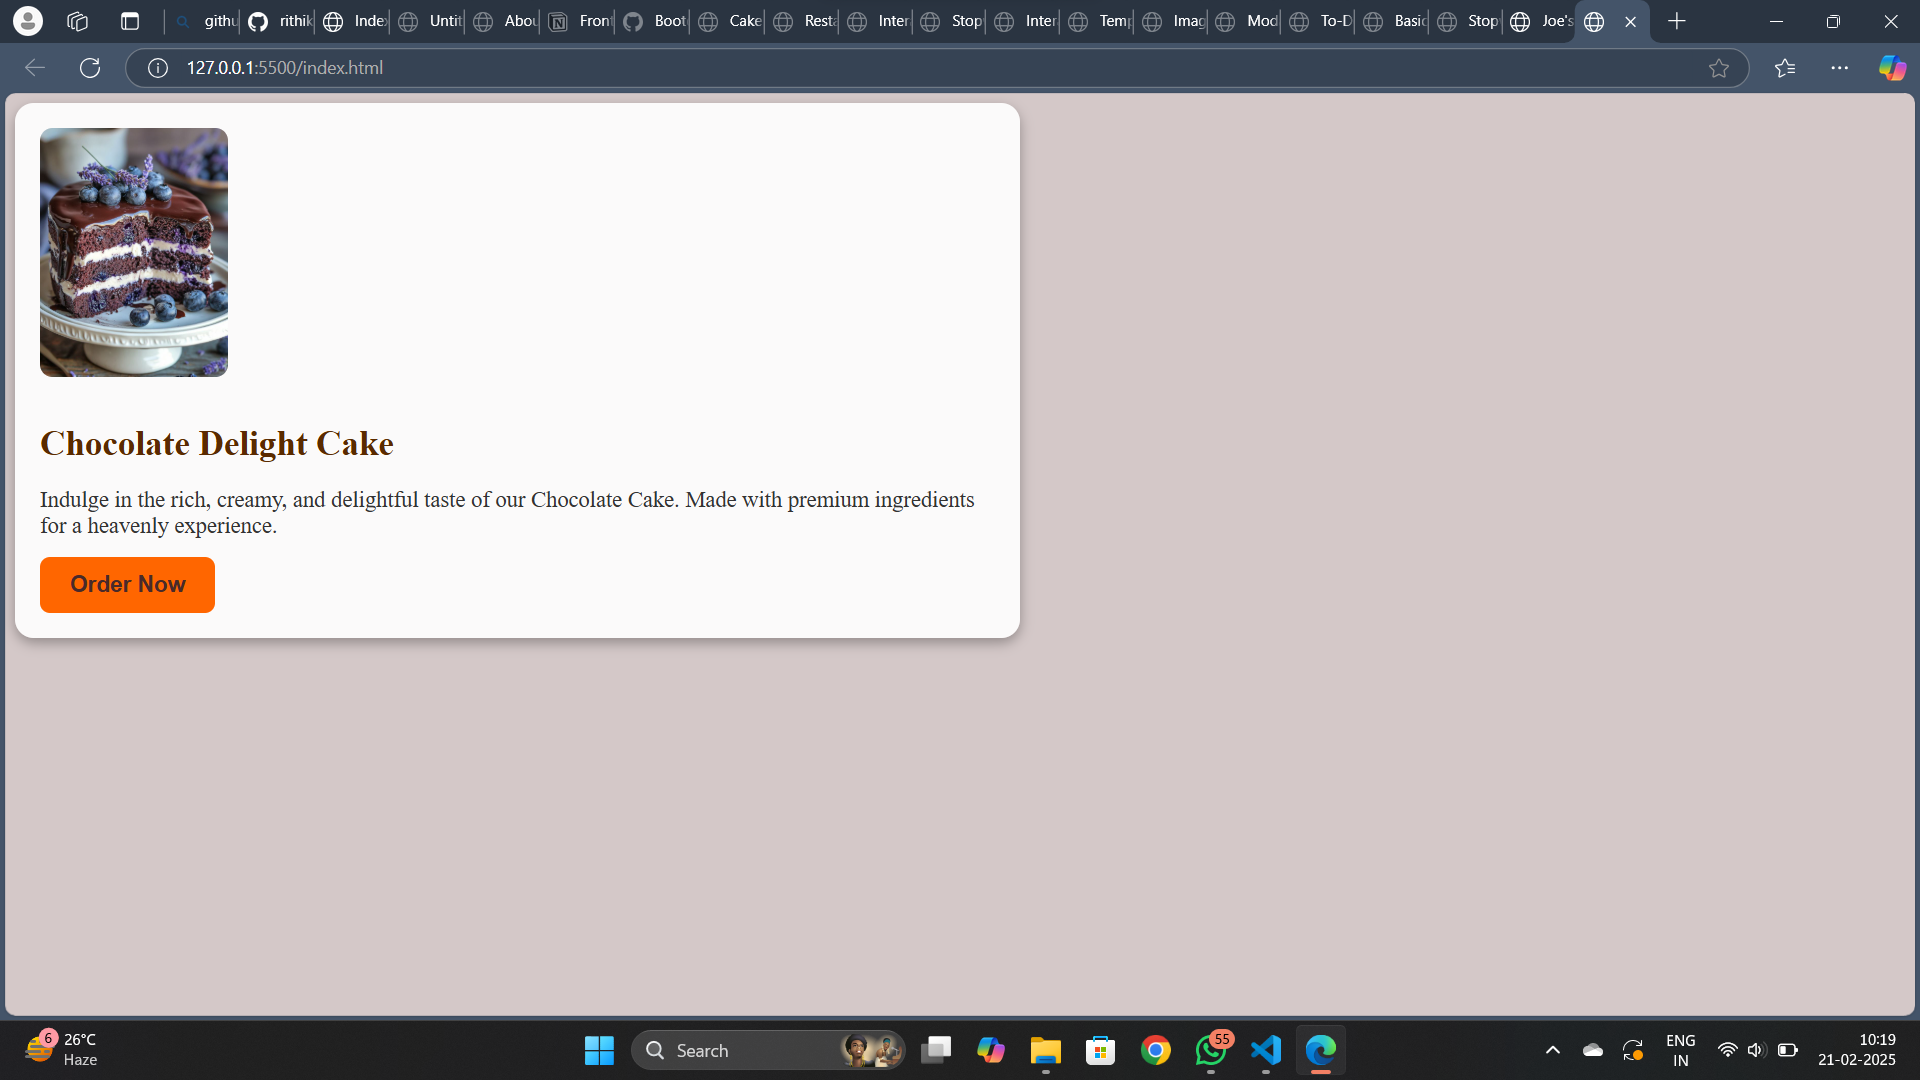 githu
rithik
Index
Untit
Abou
Front
Boot
Cake
Resta
Inter
Stop
Inter
Temp
Imag
Mod
To-D
Basic
Stop
Joe's
127.0.0.1:5500/index.html
Chocolate Delight Cake
Indulge in the rich, creamy, and delightful taste of our Chocolate Cake. Made with premium ingredients
for a heavenly experience.
Order Now
6
26°C
Haze
Search
55
ENG
IN
10:19
21-02-2025